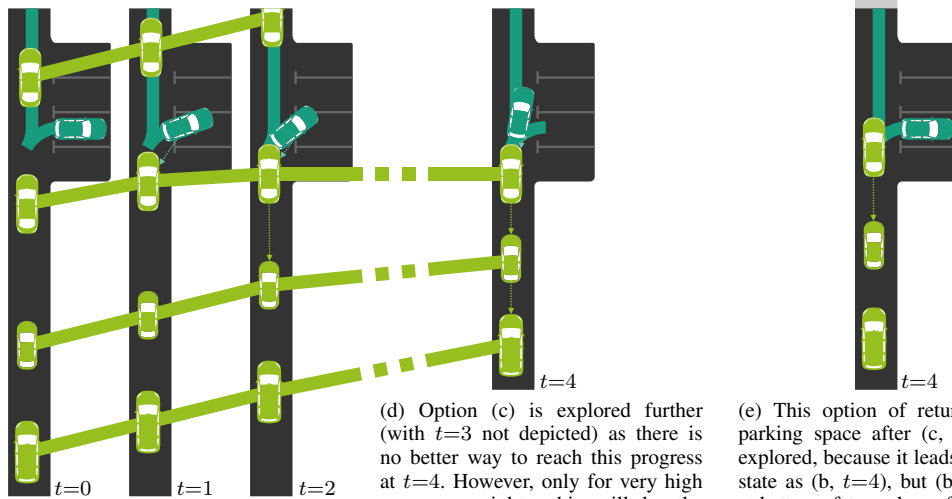 t=0
t=1
t=2
t=4
t=4
(d) Option (c) is explored further
(with t=3 not depicted) as there is
no better way to reach this progress
at t=4. However, only for very high
(e) This option of
parking space after (c,
explored, because it leads
state as (b, t=4), but